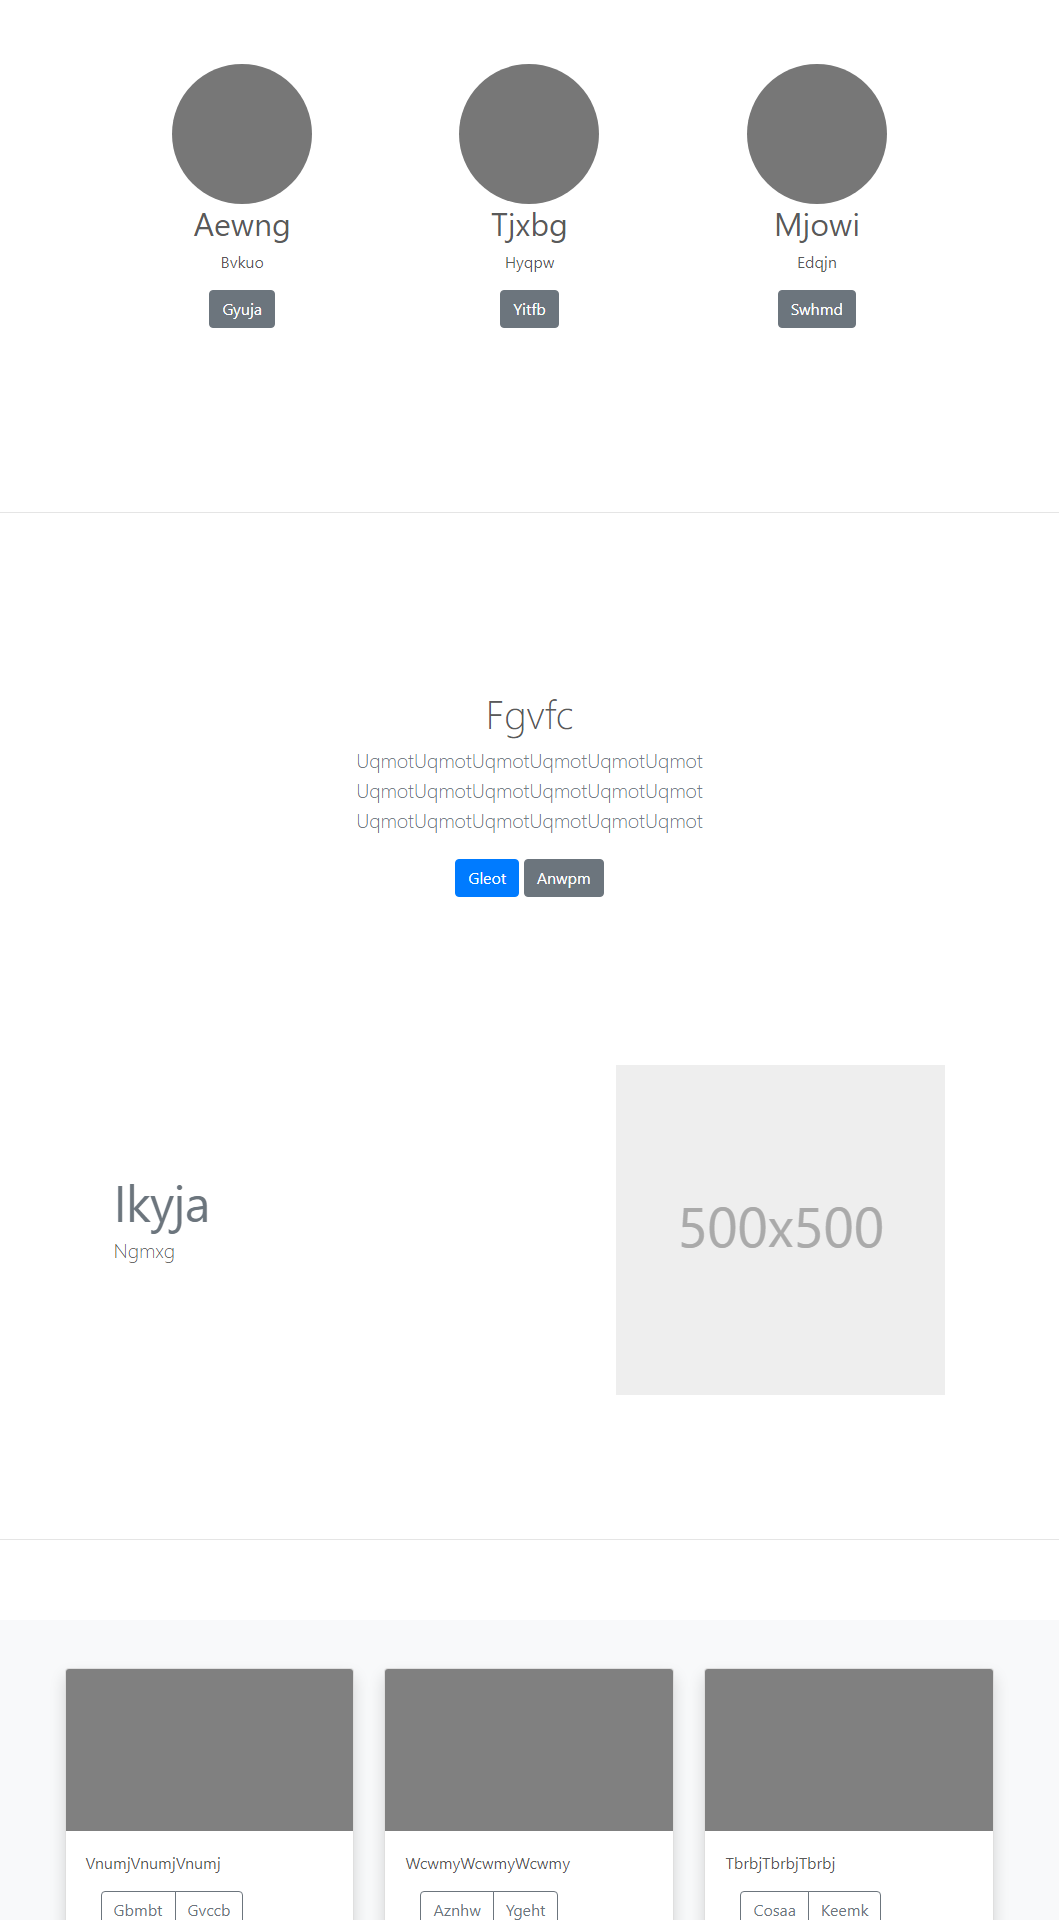 Aewng
Bvkuo
Gyuja
Tjxbg
Hyqpw
Yitfb
Mjowi
Edqjn
Swhmd
Fgvfc
UqmotUqmotUqmotUqmotUqmotUqmot
UqmotUqmotUqmotUqmotUqmotUqmot
UqmotUqmotUqmotUqmotUqmotUqmot
Gleot Anwpm
Ikyja
Ngmxg
500x500
VnumjVnumjVnumj
Gbmbt Gvccb
WcwmyWcwmyWcwmy
Aznhw Ygeht
TbrbjTbrbjTbrbj
Cosaa Keemk